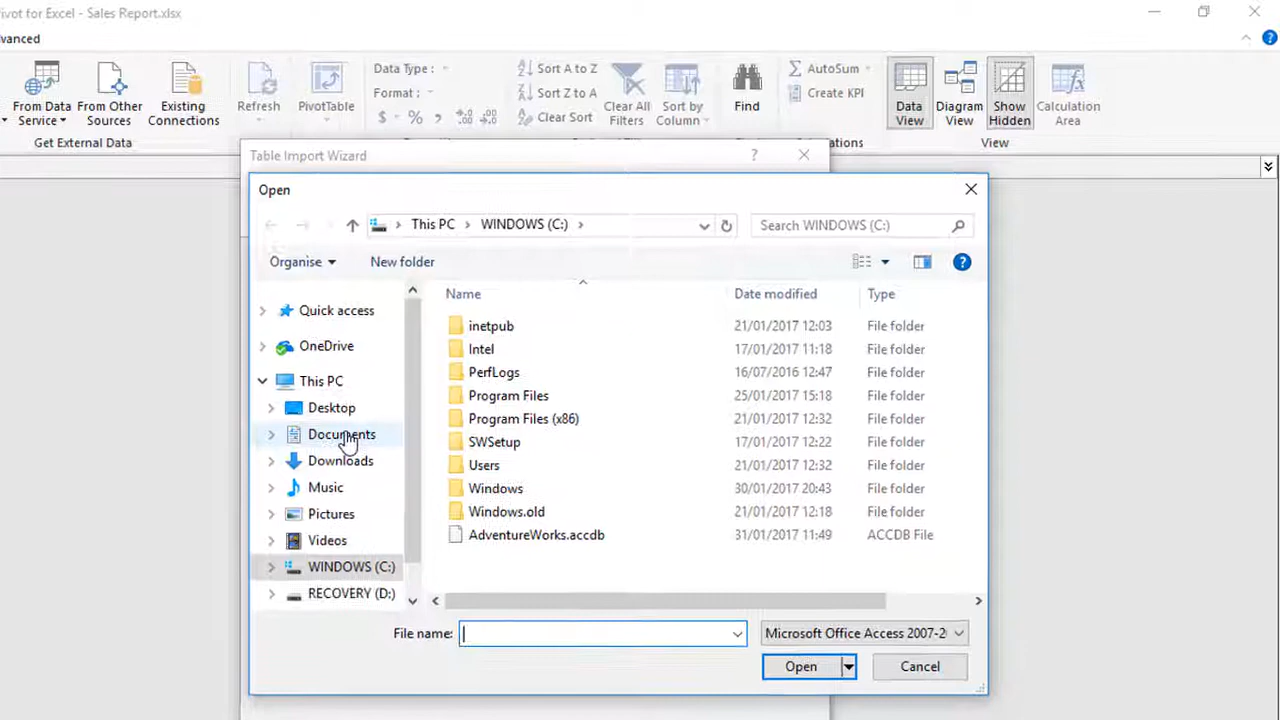 ivot for Excel - Sales Report.xlsx
dvanced
From Data Service
From Other Sources
Existing Connections
Refresh
PivotTable
Data Type :
Format :
$ % ,
Sort A to Z
Sort Z to A
Clear Sort
Clear All Filters
Sort by Column
Find
AutoSum
Create KPI
Data View
Diagram View
Show Hidden
Calculation Area
Get External Data
ations
View
Table Import Wizard
?
Open
This PC > WINDOWS (C:) >
Search WINDOWS (C:)
Organise
New folder
Name Date modified Type
Quick access
OneDrive
This PC
Desktop
Documents
Downloads
Music
Pictures
Videos
WINDOWS (C:)
RECOVERY (D:)
inetpub 21/01/2017 12:03 File folder
Intel 17/01/2017 11:18 File folder
PerfLogs 16/07/2016 12:47 File folder
Program Files 25/01/2017 15:18 File folder
Program Files (x86) 21/01/2017 12:32 File folder
SWSetup 17/01/2017 12:22 File folder
Users 21/01/2017 12:32 File folder
Windows 30/01/2017 20:43 File folder
Windows.old 21/01/2017 12:18 File folder
AdventureWorks.accdb 31/01/2017 11:49 ACCDB File
File name:
Microsoft Office Access 2007-2
Open
Cancel